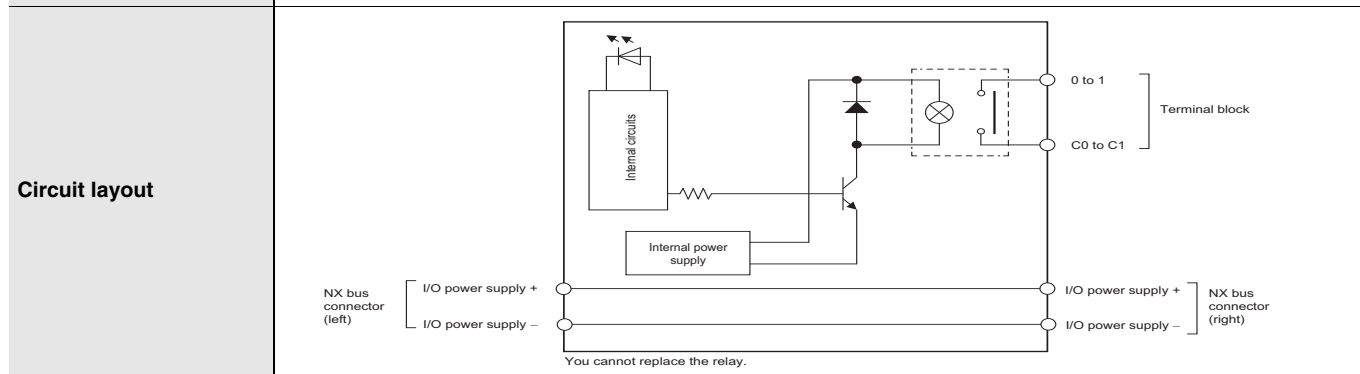 Circuit layout
Internal circuits
Internal power
supply
0 to 1
C0 to C1
Terminal block
NX bus
connector
(left)
I/O power supply +
I/O power supply –
I/O power supply +
I/O power supply –
NX bus
connector
(right)
You cannot replace the relay.